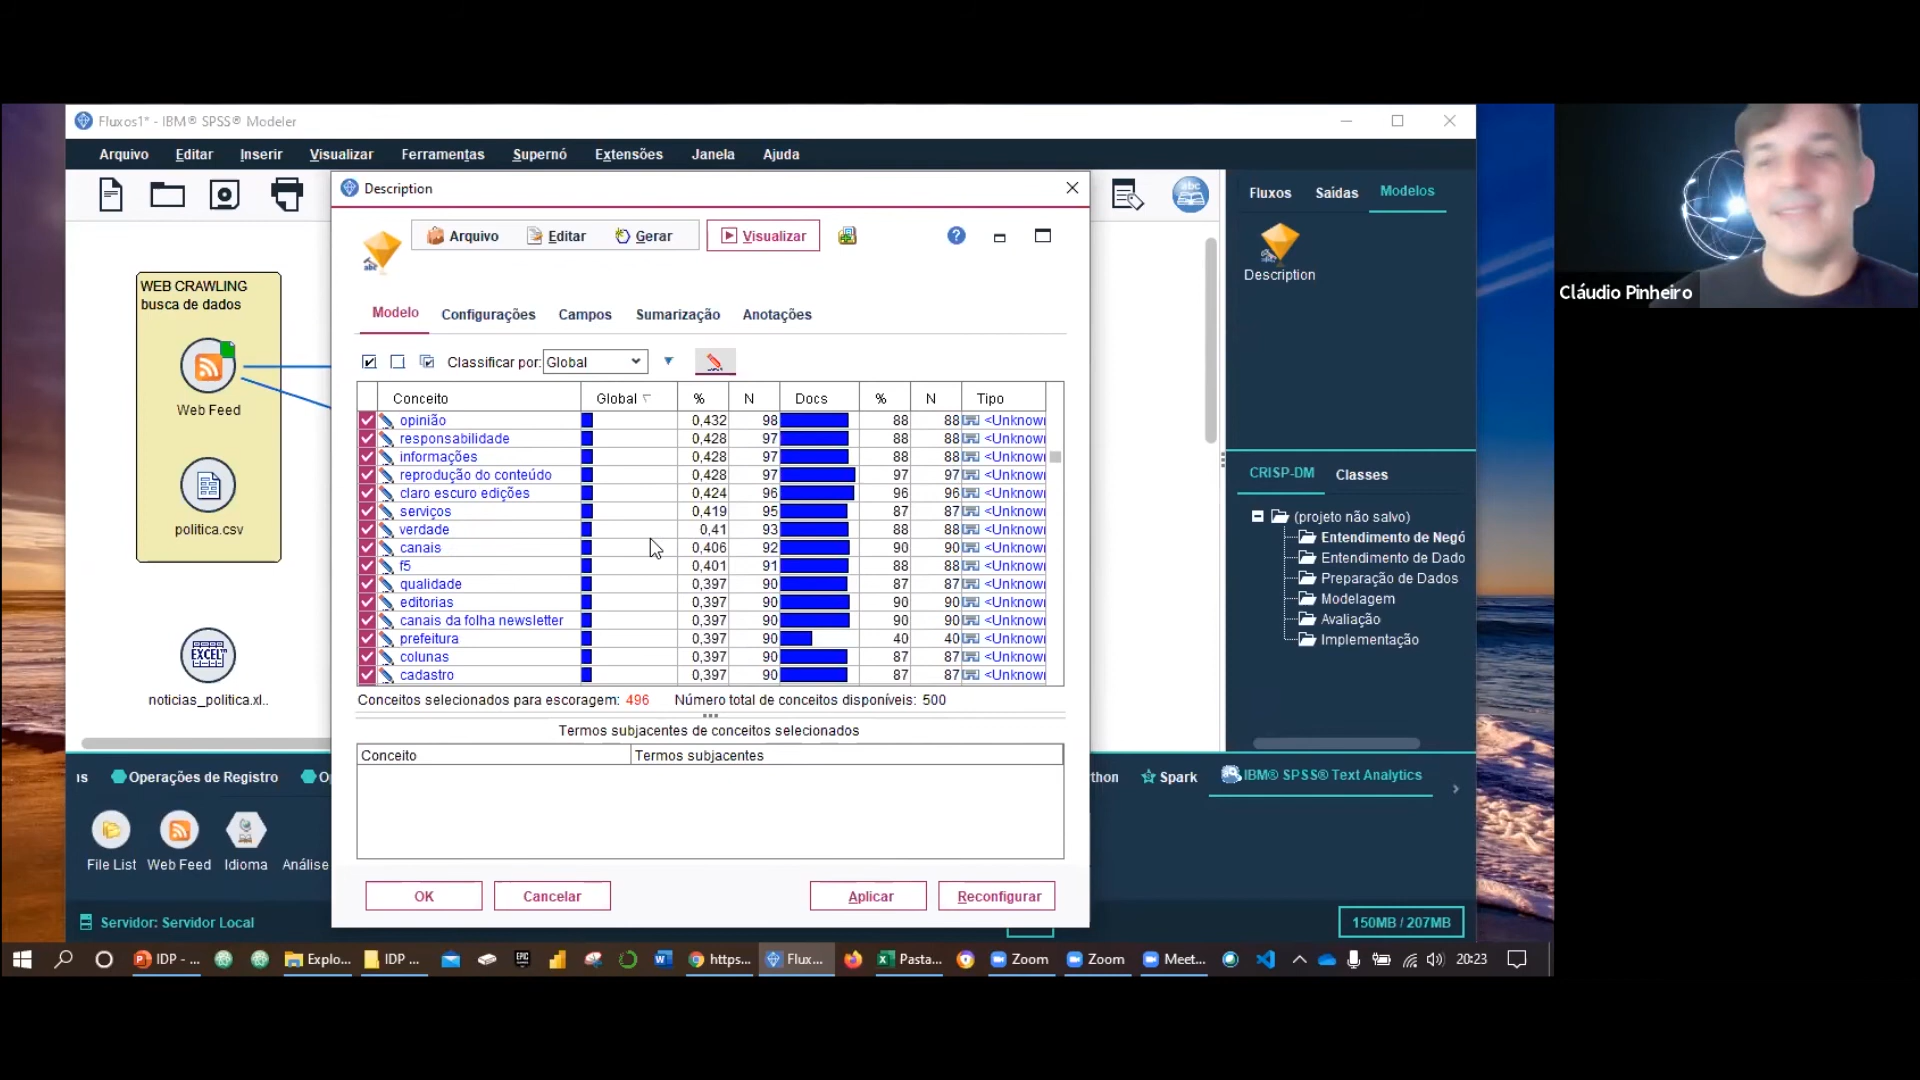 Fluxos1* - IBM® SPSS® Modeler
Arquivo Editar Inserir Visualizar Ferramentas Supernó Extensões Janela Ajuda
Description
Arquivo Editar Gerar Visualizar
Modelo Configurações Campos Sumarização Anotações
Classificar por: Global
Conceito Global % N Docs % N Tipo
opinião 0,432 98 88 88 <Unknown
responsabilidade 0,428 97 88 88 <Unknown
informações 0,428 97 88 88 <Unknown
reprodução do conteúdo 0,428 97 97 97 <Unknown
claro escuro edições 0,424 96 96 96 <Unknown
serviços 0,419 95 87 87 <Unknown
verdade 0,41 93 88 88 <Unknown
canais 0,406 92 90 90 <Unknown
f5 0,401 91 88 88 <Unknown
qualidade 0,397 90 87 87 <Unknown
editorias 0,397 90 90 90 <Unknown
canais da folha newsletter 0,397 90 90 90 <Unknown
prefeitura 0,397 90 40 40 <Unknown
colunas 0,397 90 87 87 <Unknown
cadastro 0,397 90 87 87 <Unknown
Conceitos selecionados para escoragem: 496 Número total de conceitos disponíveis: 500
Termos subjacentes de conceitos selecionados
Conceito Termos subjacentes
OK Cancelar Aplicar Reconfigurar
WEB CRAWLING
busca de dados
Web Feed
politica.csv
EXCEL
noticias_politica.xl..
Fluxos Saídas Modelos
Description
CRISP-DM Classes
(projeto não salvo)
Entendimento de Negó
Entendimento de Dado
Preparação de Dados
Modelagem
Avaliação
Implementação
ıs Operações de Registro O thon Spark IBM® SPSS® Text Analytics
File List Web Feed Idioma Análise
Servidor: Servidor Local
150MB / 207MB
IDP - ... Explo... IDP ... https... Flux... Pasta... Zoom Zoom Meet... 20:23
Cláudio Pinheiro